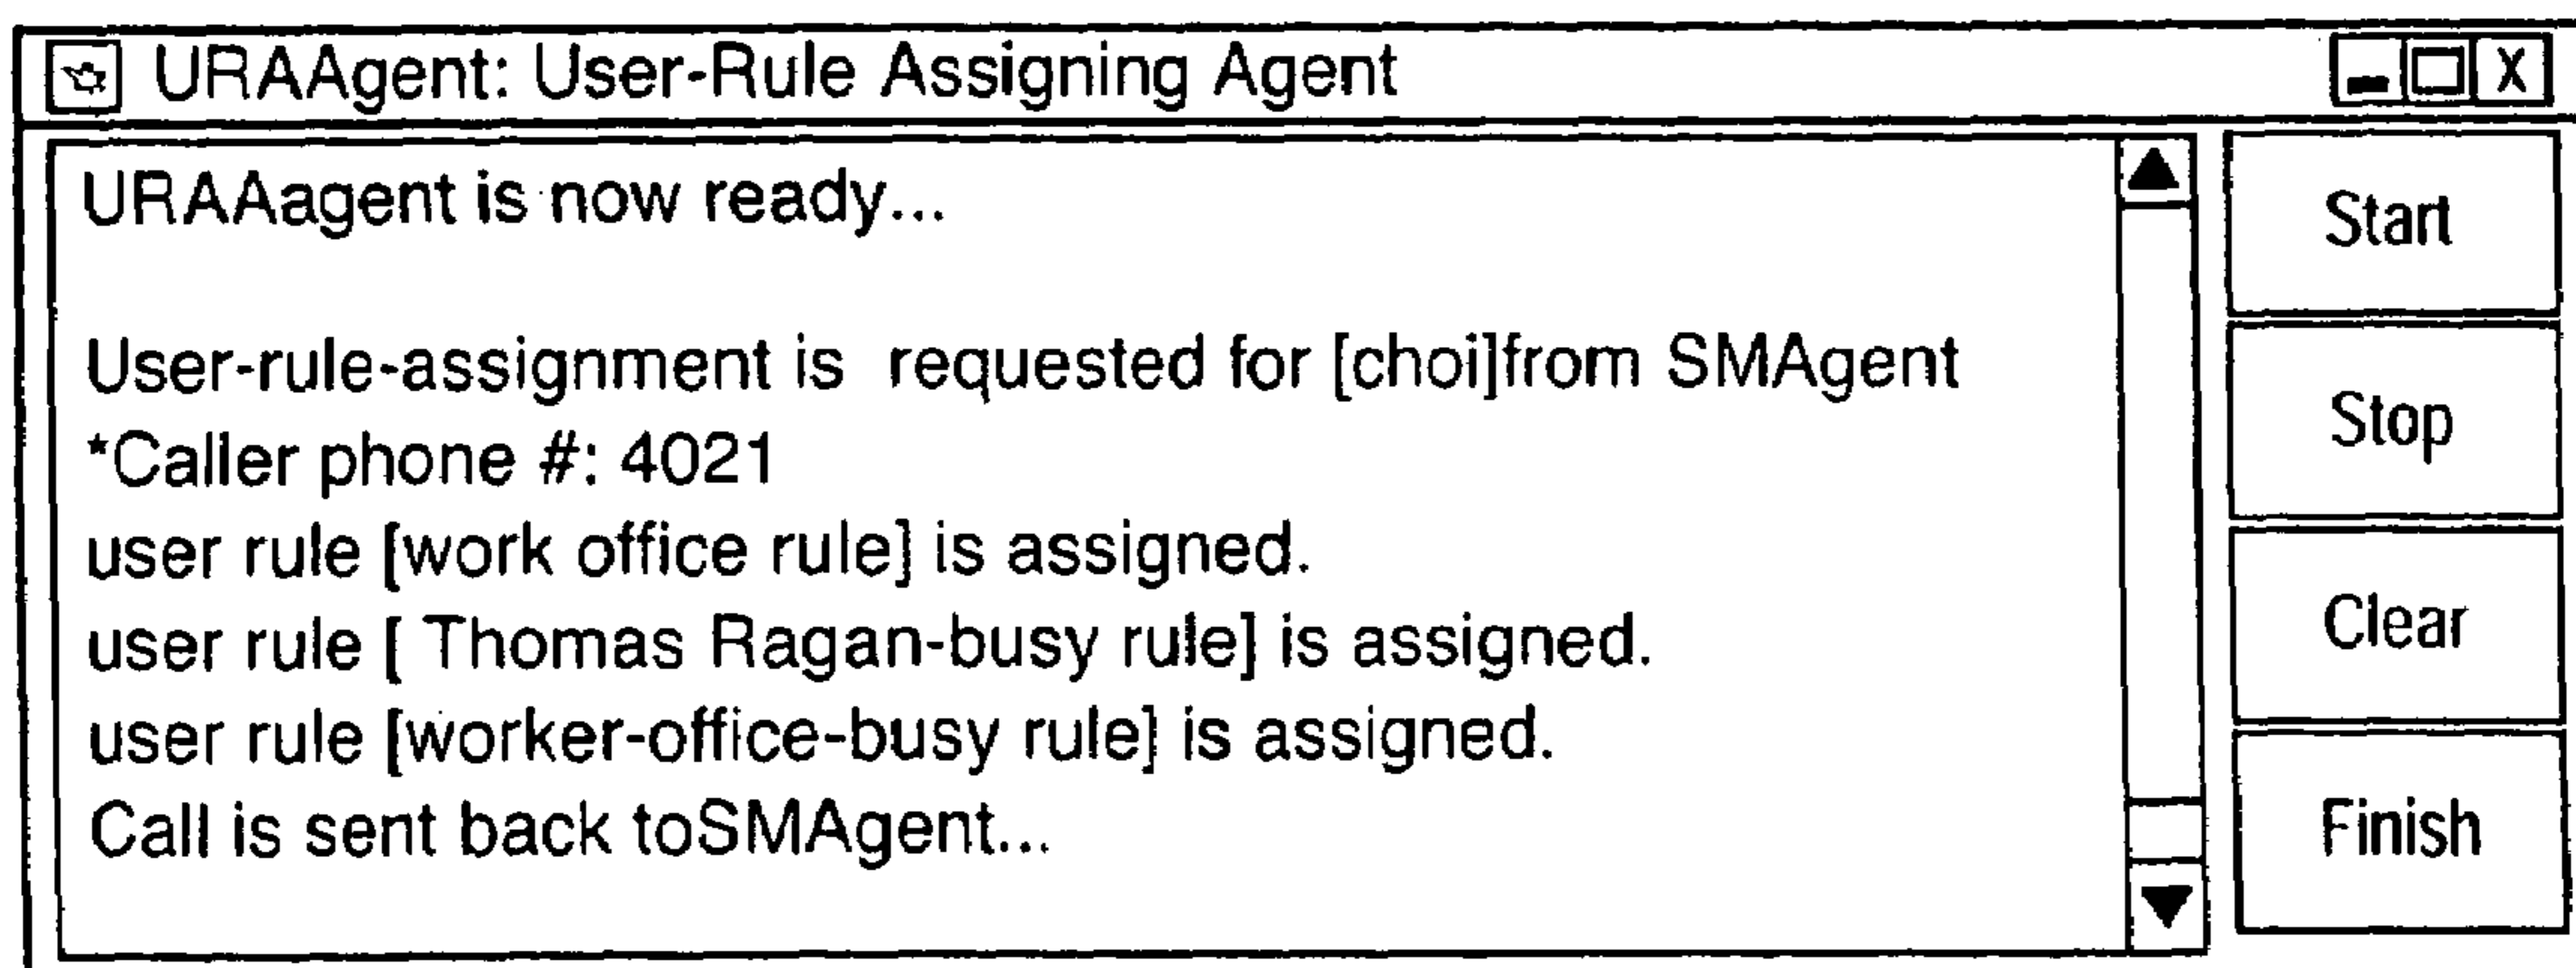 URAAgent: User-Rule Assigning Agent
X
URAAagent is now ready...
User-rule-assignment is  requested for [choi]from SMAgent
*Caller phone #: 4021
user rule [work office rule] is assigned.
user rule [ Thomas Ragan-busy rule] is assigned.
user rule [worker-office-busy rule] is assigned.
Call is sent back toSMAgent...
Start
Stop
Clear
Finish